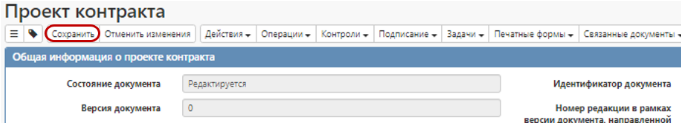 Проект контракта
Сохранить Отменить изменения Действия Операции Контроли Подписание Задачи Печатные формы Связанные документы
Общая информация о проекте контракта
Состояние документа Редактируется Идентификатор документа
Версия документа 0 Номер редакции в рамках
версии документа, направленной